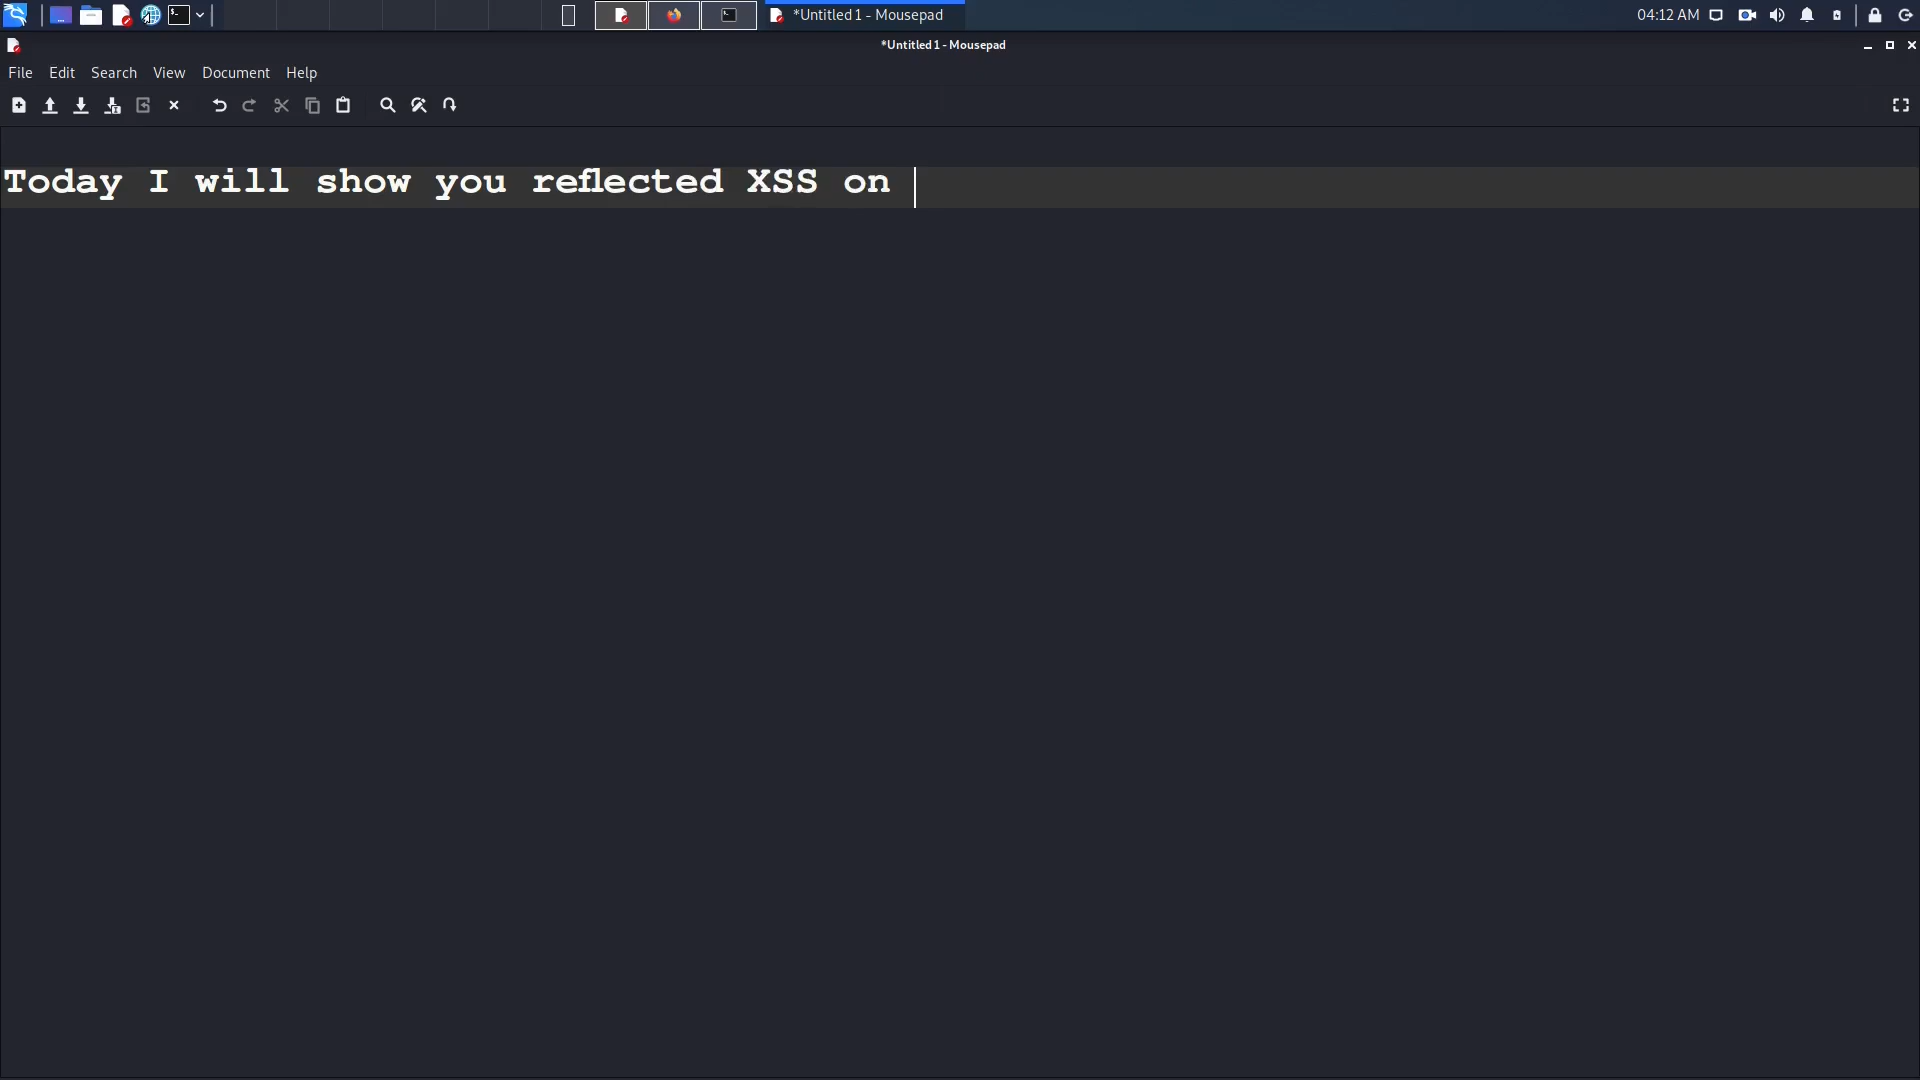 *Untitled 1 - Mousepad
04:12 AM
*Untitled 1 - Mousepad
File Edit Search View Document Help
Today I will show you reflected XSS on